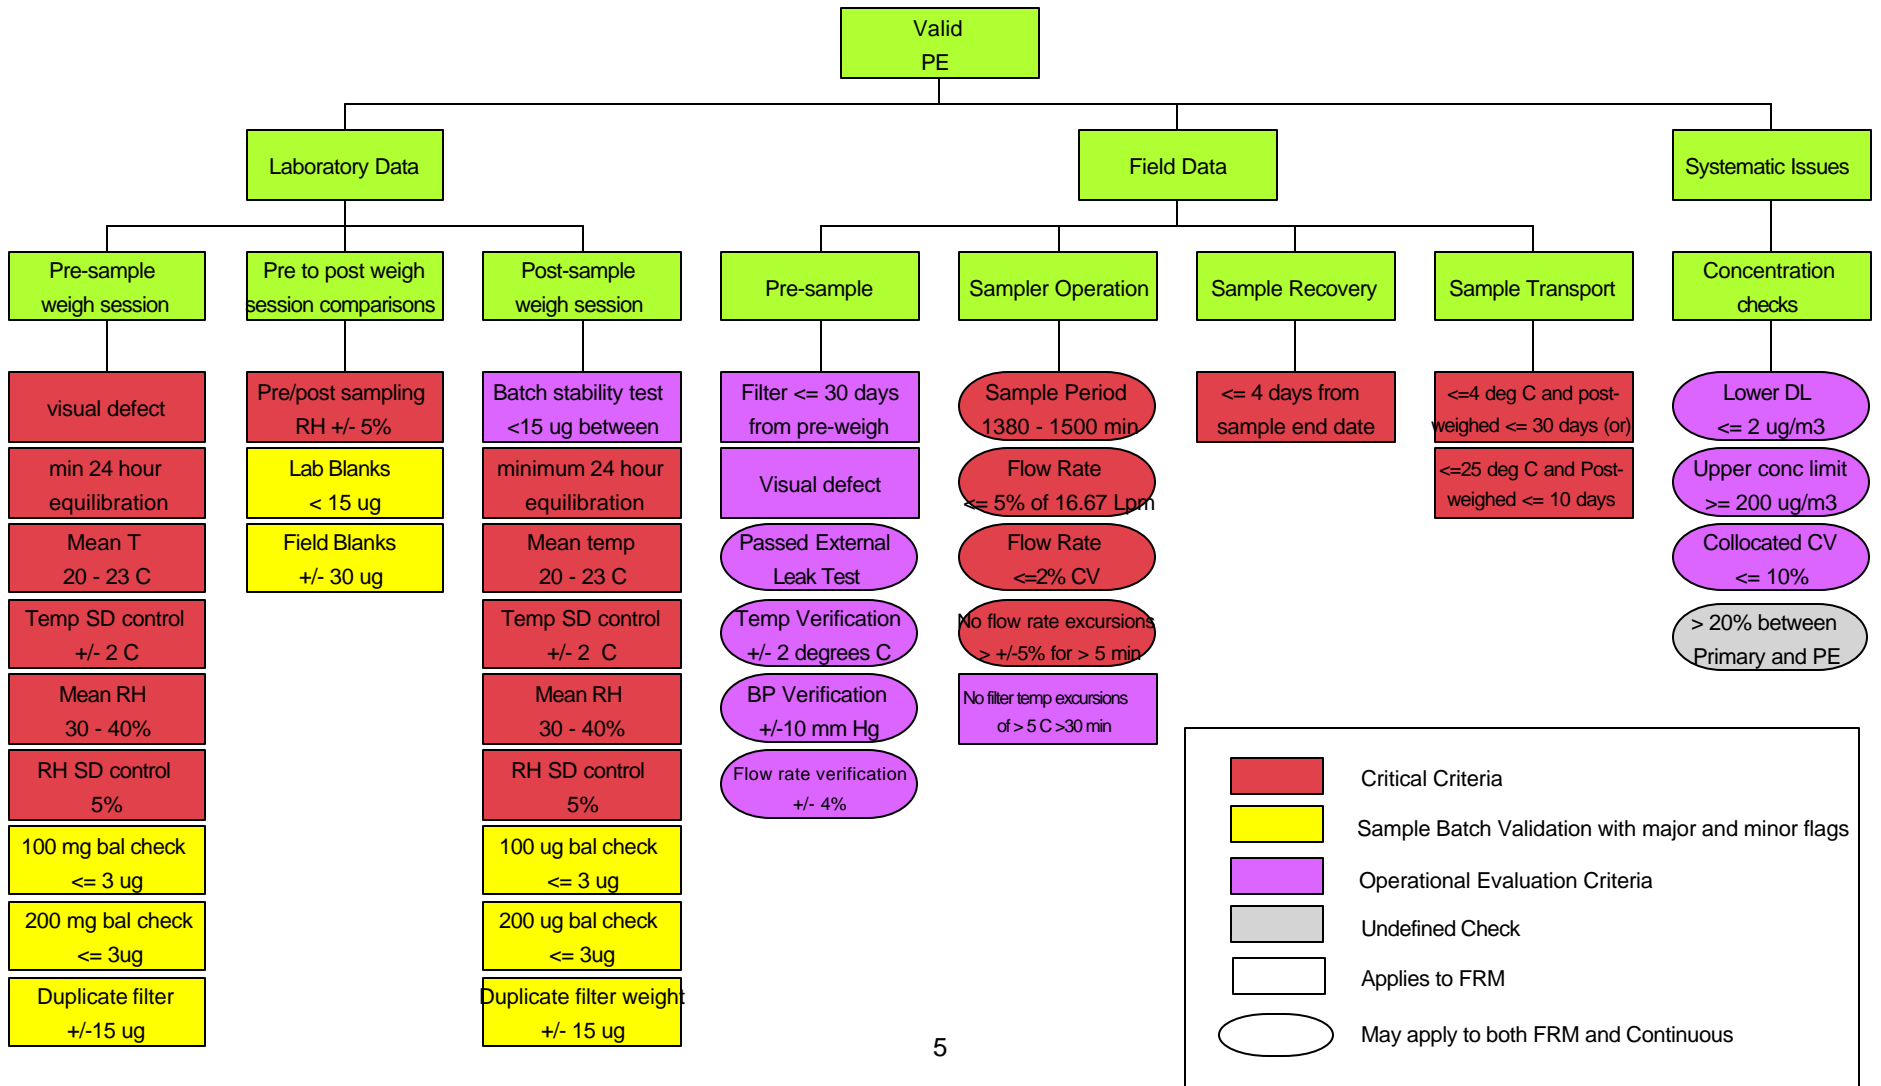 Valid
PE
Laboratory Data
Field Data
Systematic Issues
Pre-sample
weigh session
Pre to post weigh
session comparisons
Post-sample
weigh session
Pre-sample
Sampler Operation
Sample Recovery
Sample Transport
Concentration
checks
visual defect
min 24 hour
equilibration
Mean T
20 - 23 C
Temp SD control
+/- 2 C
Mean RH
30 - 40%
RH SD control
5%
100 mg bal check
<= 3 ug
200 mg bal check
<= 3ug
Duplicate filter
+/-15 ug
Pre/post sampling
RH +/- 5%
Lab Blanks
< 15 ug
Field Blanks
+/- 30 ug
Batch stability test
<15 ug between
minimum 24 hour
equilibration
Mean temp
20 - 23 C
Temp SD control
+/- 2 C
Mean RH
30 - 40%
RH SD control
5%
100 ug bal check
<= 3 ug
200 ug bal check
<= 3ug
Duplicate filter weight
+/- 15 ug
Filter <= 30 days
from pre-weigh
Visual defect
Passed External
Leak Test
Temp Verification
+/- 2 degrees C
BP Verification
+/-10 mm Hg
Flow rate verification
+/- 4%
Sample Period
1380 - 1500 min
Flow Rate
<= 5% of 16.67 Lpm
Flow Rate
<=2% CV
No flow rate excursions
> +/-5% for > 5 min
No filter temp excursions
of > 5 C >30 min
<= 4 days from
sample end date
<=4 deg C and post-
weighed <= 30 days (or)
<=25 deg C and Post-
weighed <= 10 days
Lower DL
<= 2 ug/m3
Upper conc limit
>= 200 ug/m3
Collocated CV
<= 10%
> 20% between
Primary and PE
Critical Criteria
Sample Batch Validation with major and minor flags
Operational Evaluation Criteria
Undefined Check
Applies to FRM
May apply to both FRM and Continuous
5